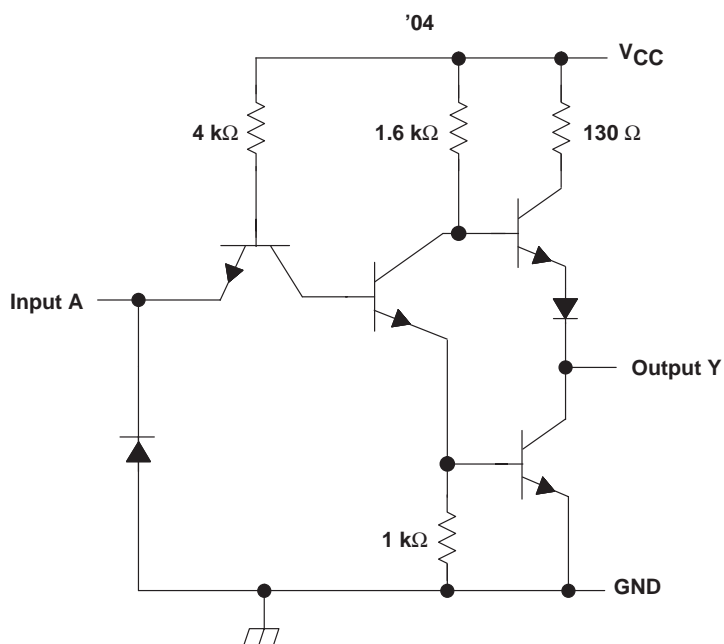 '04
VCC
4 kΩ
1.6 kΩ
130 Ω
Input A
Output Y
1 kΩ
GND